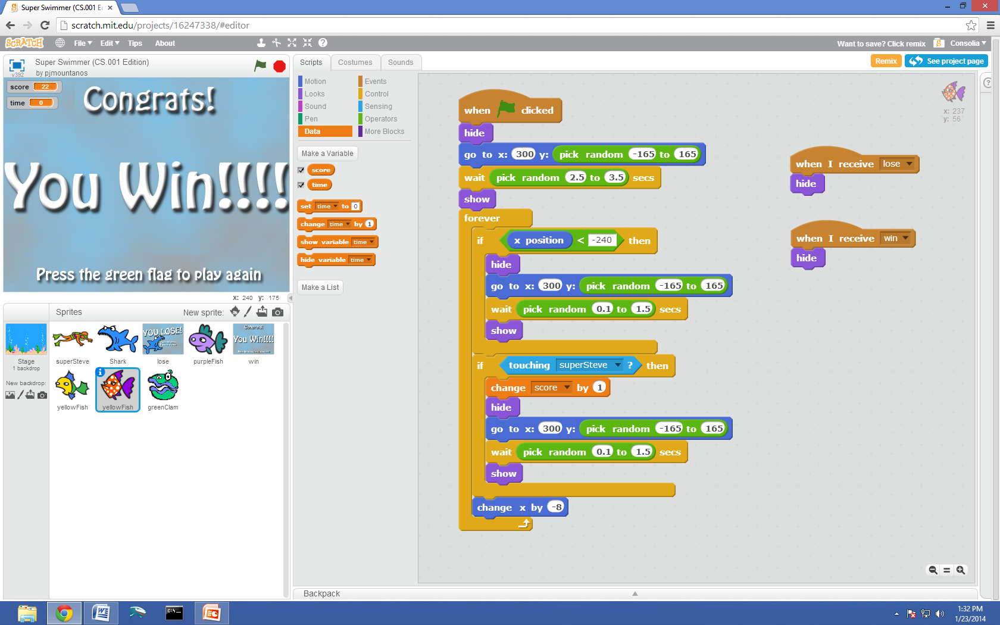 Super Swimmer (CS.001 E
scratch.mit.edu/projects/16247338/#editor
SCRATCH File Edit Tips About Want to save? Click remix Consolia
Super Swimmer (CS.001 Edition)
by pjmountanos
v392
score 22
time 0
Congrats!
You Win!!!!
Press the green flag to play again
x: 240 y: 175
Sprites New sprite:
Stage
1 backdrop
New backdrop:
superSteve Shark lose purpleFish win
YOU LOSE!
Congrats!
You Win!!!!
yellowFish yellowFish greenClam
Scripts Costumes Sounds
Remix See project page
Motion Events
Looks Control
Sound Sensing
Pen Operators
Data More Blocks
Make a Variable
score
time
set time to 0
change time by 1
show variable time
hide variable time
Make a List
when clicked
hide
go to x: 300 y: pick random -165 to 165
wait pick random 2.5 to 3.5 secs
show
forever
if x position < -240 then
hide
go to x: 300 y: pick random -165 to 165
wait pick random 0.1 to 1.5 secs
show
if touching superSteve ? then
change score by 1
hide
go to x: 300 y: pick random -165 to 165
wait pick random 0.1 to 1.5 secs
show
change x by -8
when I receive lose
hide
when I receive win
hide
x: 237
y: 56
Backpack
C:\_
1:32 PM
1/23/2014